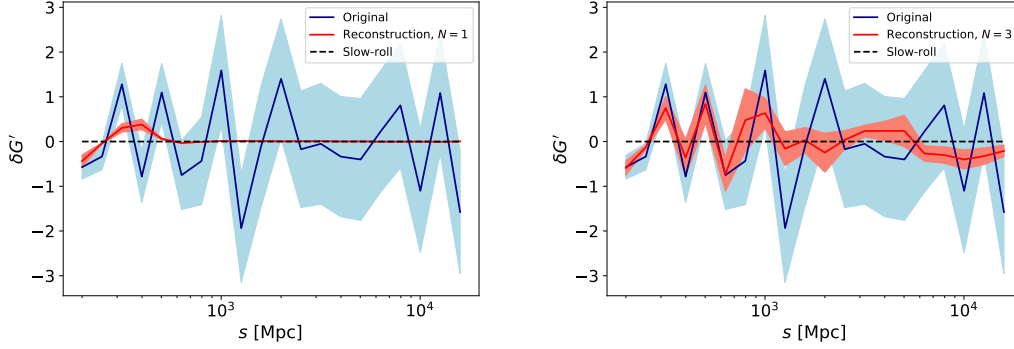 Original
Reconstruction, N = 1
Slow-roll
3
2
1
0
−1
−2
−3
δG′
10³
10⁴
s [Mpc]
Original
Reconstruction, N = 3
Slow-roll
3
2
1
0
−1
−2
−3
δG′
10³
10⁴
s [Mpc]